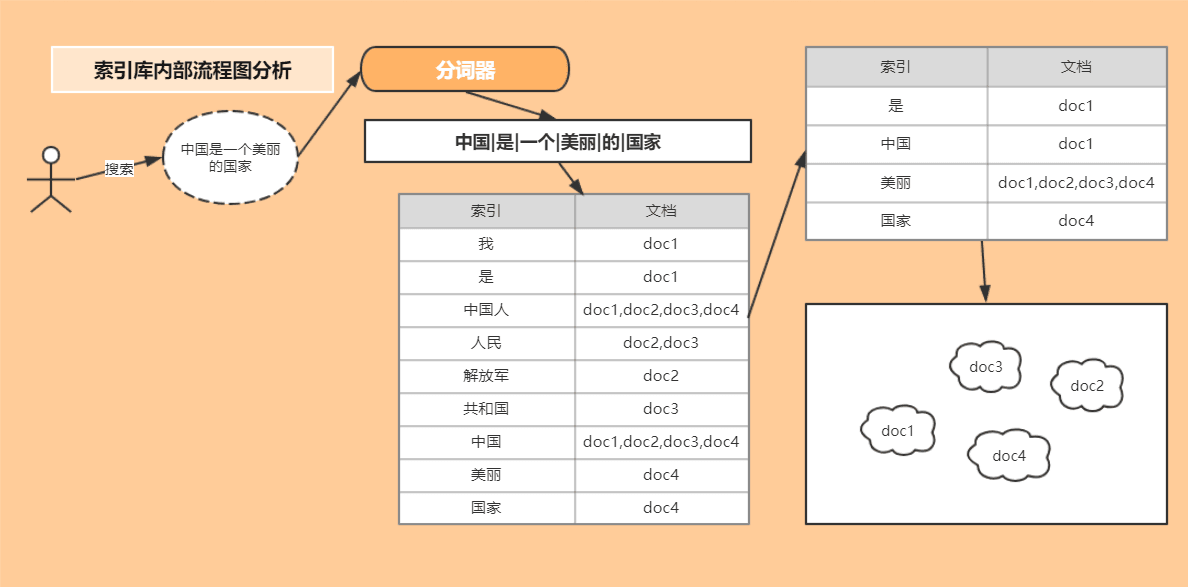 索引库内部流程图分析
分词器
中国是一个美丽
的国家
搜索
中国|是|一个|美丽|的|国家
索引 文档
我 doc1
是 doc1
中国人 doc1,doc2,doc3,doc4
人民 doc2,doc3
解放军 doc2
共和国 doc3
中国 doc1,doc2,doc3,doc4
美丽 doc4
国家 doc4
索引 文档
是 doc1
中国 doc1
美丽 doc1,doc2,doc3,doc4
国家 doc4
doc3
doc2
doc1
doc4